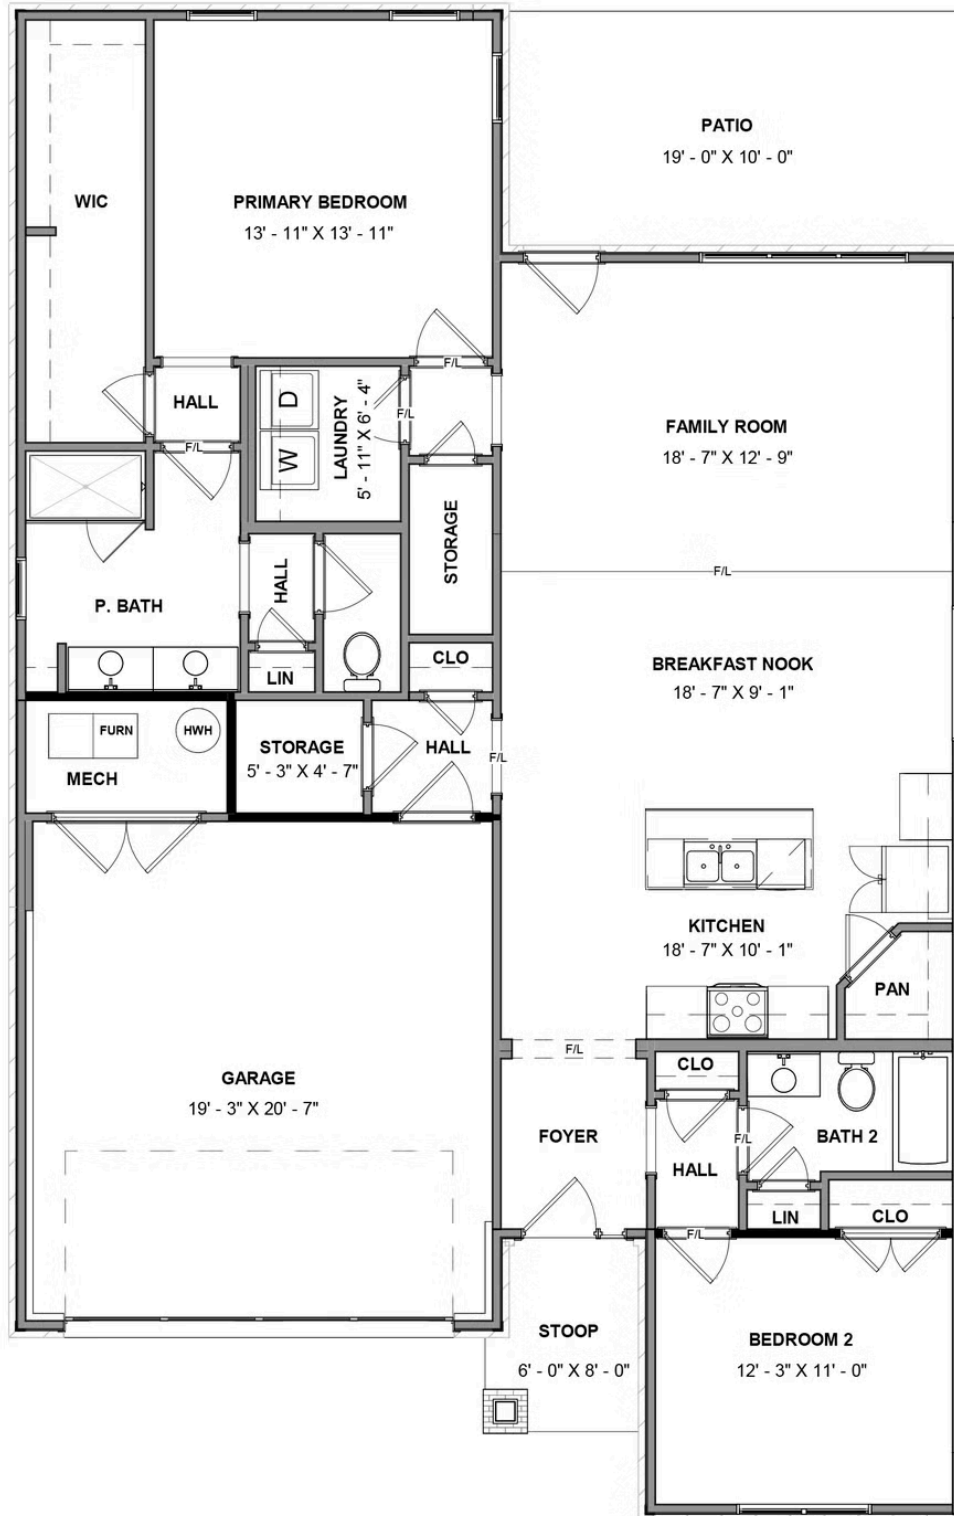 PATIO
19' - 0" X 10' - 0"
WIC
PRIMARY BEDROOM
13' - 11" X 13' - 11"
F/L
HALL
F/L
D
W
LAUNDRY
5' - 11" X 6' - 4"
F/L
FAMILY ROOM
18' - 7" X 12' - 9"
STORAGE
F/L
P. BATH
HALL
LIN
CLO
BREAKFAST NOOK
18' - 7" X 9' - 1"
FURN
HWH
MECH
STORAGE
5' - 3" X 4' - 7"
HALL
F/L
KITCHEN
18' - 7" X 10' - 1"
PAN
F/L
GARAGE
19' - 3" X 20' - 7"
CLO
FOYER
HALL
F/L
BATH 2
LIN
CLO
F/L
STOOP
6' - 0" X 8' - 0"
BEDROOM 2
12' - 3" X 11' - 0"